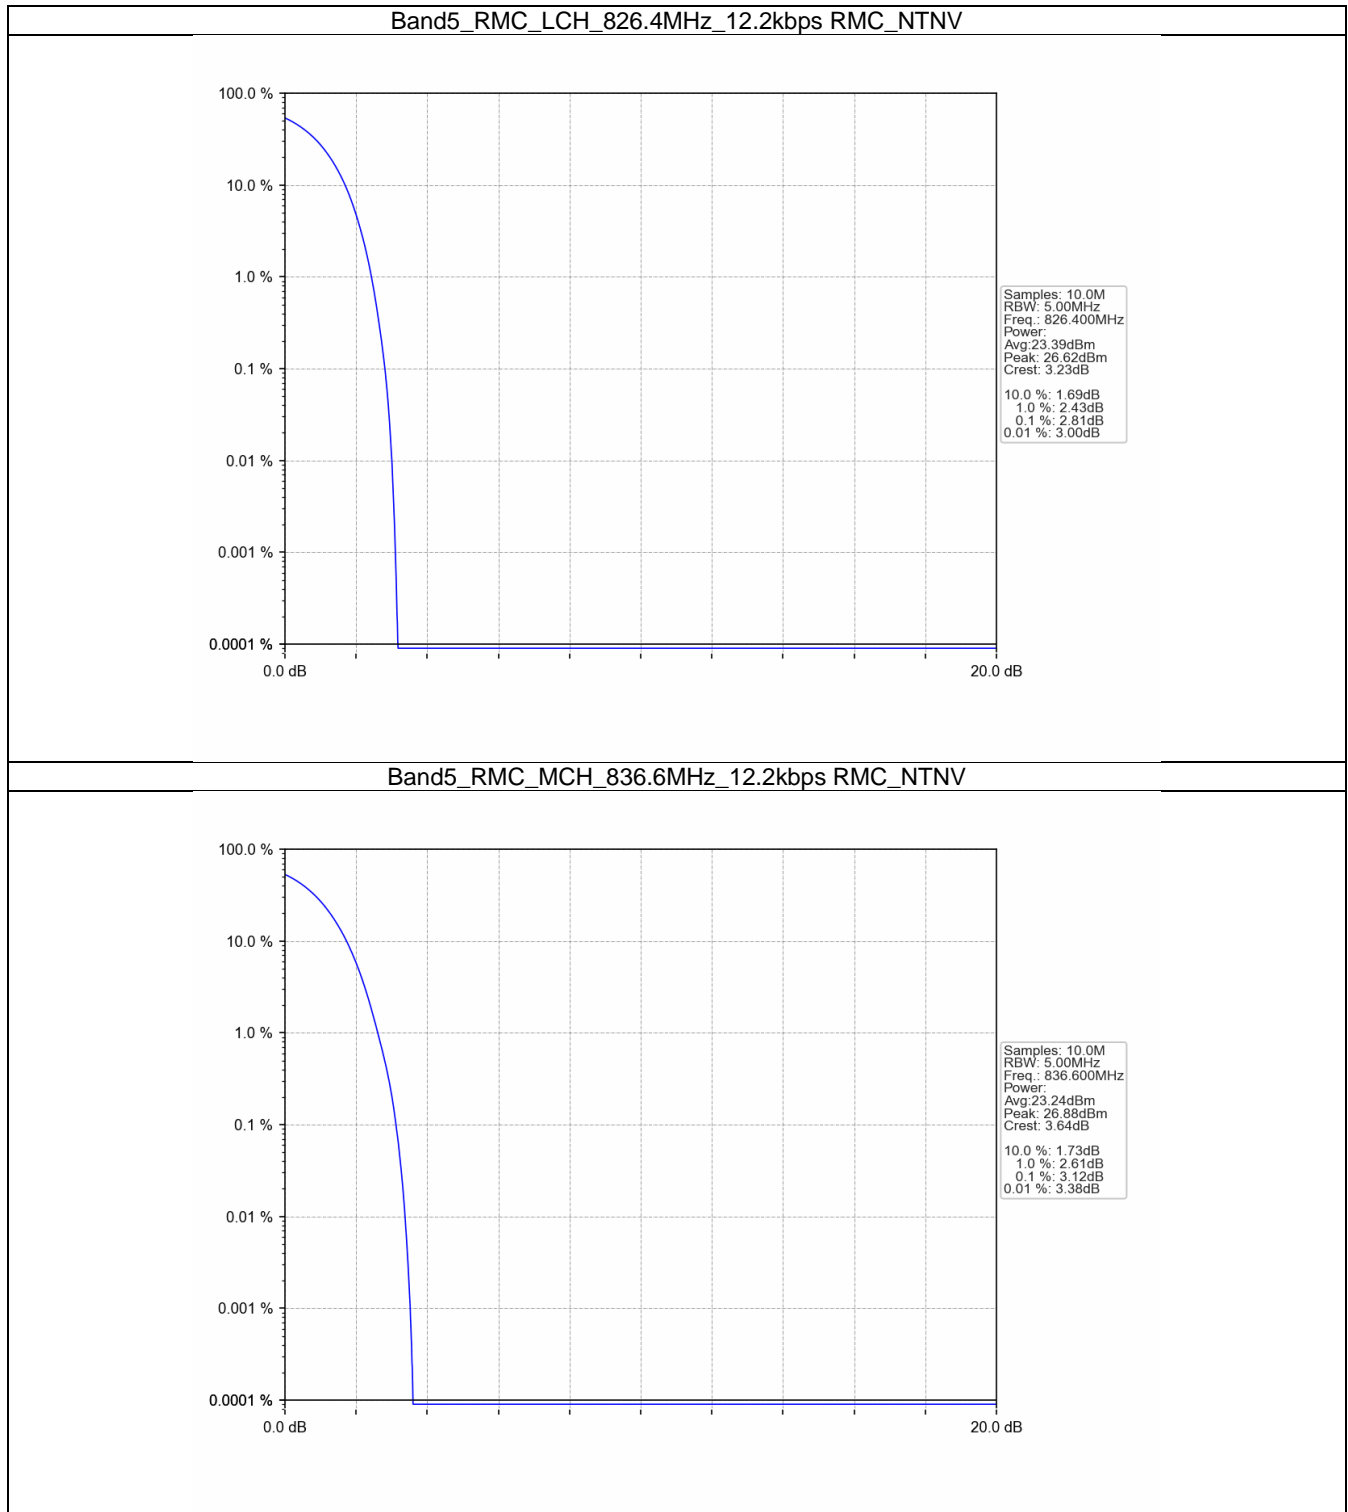 Band5_RMC_LCH_826.4MHz_12.2kbps RMC_NTNV
100.0 %
10.0 %
1.0 %
0.1 %
0.01 %
0.001 %
0.0001 %
0.0 dB
20.0 dB
Samples: 10.0M
RBW: 5.00MHz
Freq.: 826.400MHz
Power:
Avg:23.39dBm
Peak: 26.62dBm
Crest: 3.23dB
10.0 %: 1.69dB
1.0 %: 2.43dB
0.1 %: 2.81dB
0.01 %: 3.00dB
Band5_RMC_MCH_836.6MHz_12.2kbps RMC_NTNV
100.0 %
10.0 %
1.0 %
0.1 %
0.01 %
0.001 %
0.0001 %
0.0 dB
20.0 dB
Samples: 10.0M
RBW: 5.00MHz
Freq.: 836.600MHz
Power:
Avg:23.24dBm
Peak: 26.88dBm
Crest: 3.64dB
10.0 %: 1.73dB
1.0 %: 2.61dB
0.1 %: 3.12dB
0.01 %: 3.38dB